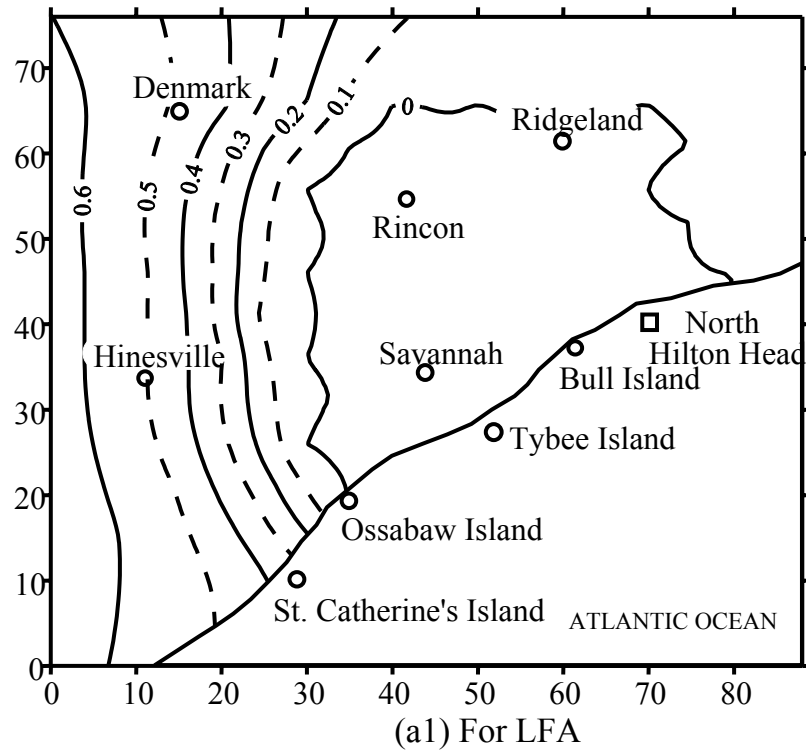 70
60
50
40
30
20
10
0
Denmark
0.6
0.5
0.4
0.3
0.2
0.1
0
Ridgeland
Rincon
Hinesville
Savannah
North
Hilton Head
Bull Island
Tybee Island
Ossabaw Island
St. Catherine's Island
ATLANTIC OCEAN
0 10 20 30 40 50 60 70 80
(a1) For LFA